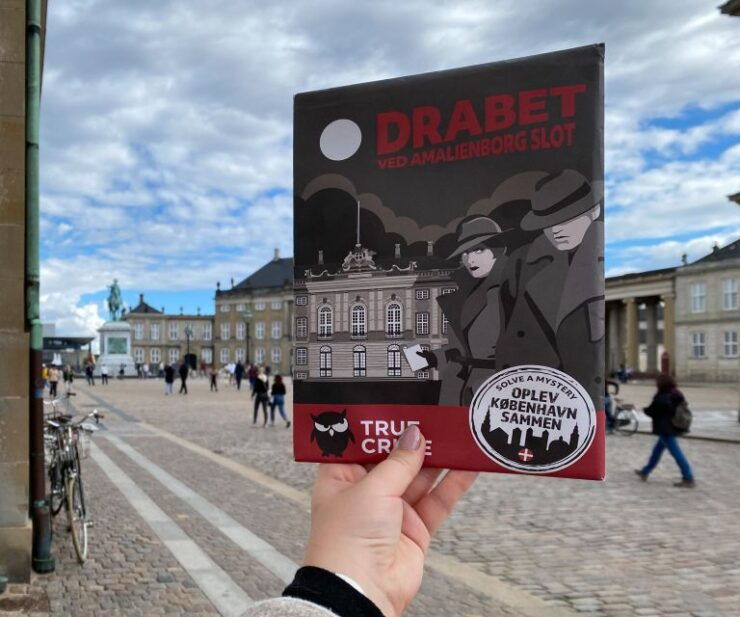 DRABET
VED AMALIENBORG SLOT
SOLVE A MYSTERY
OPLEV
KØBENHAVN
SAMMEN
TRUE
CRIME